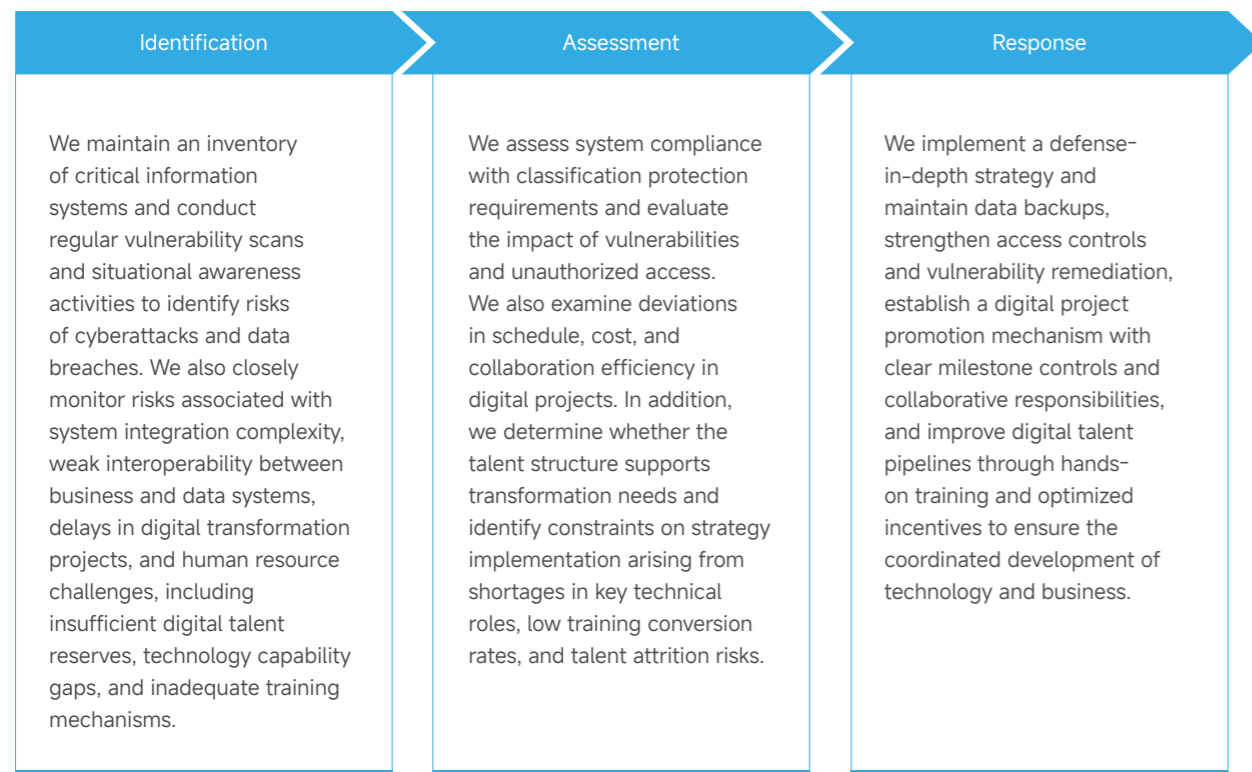 Identification
We maintain an inventory
of critical information
systems and conduct
regular vulnerability scans
and situational awareness
activities to identify risks
of cyberattacks and data
breaches. We also closely
monitor risks associated with
system integration complexity,
weak interoperability between
business and data systems,
delays in digital transformation
projects, and human resource
challenges, including
insufficient digital talent
reserves, technology capability
gaps, and inadequate training
mechanisms.
Assessment
We assess system compliance
with classification protection
requirements and evaluate
the impact of vulnerabilities
and unauthorized access.
We also examine deviations
in schedule, cost, and
collaboration efficiency in
digital projects. In addition,
we determine whether the
talent structure supports
transformation needs and
identify constraints on strategy
implementation arising from
shortages in key technical
roles, low training conversion
rates, and talent attrition risks.
Response
We implement a defense-
in-depth strategy and
maintain data backups,
strengthen access controls
and vulnerability remediation,
establish a digital project
promotion mechanism with
clear milestone controls and
collaborative responsibilities,
and improve digital talent
pipelines through hands-
on training and optimized
incentives to ensure the
coordinated development of
technology and business.